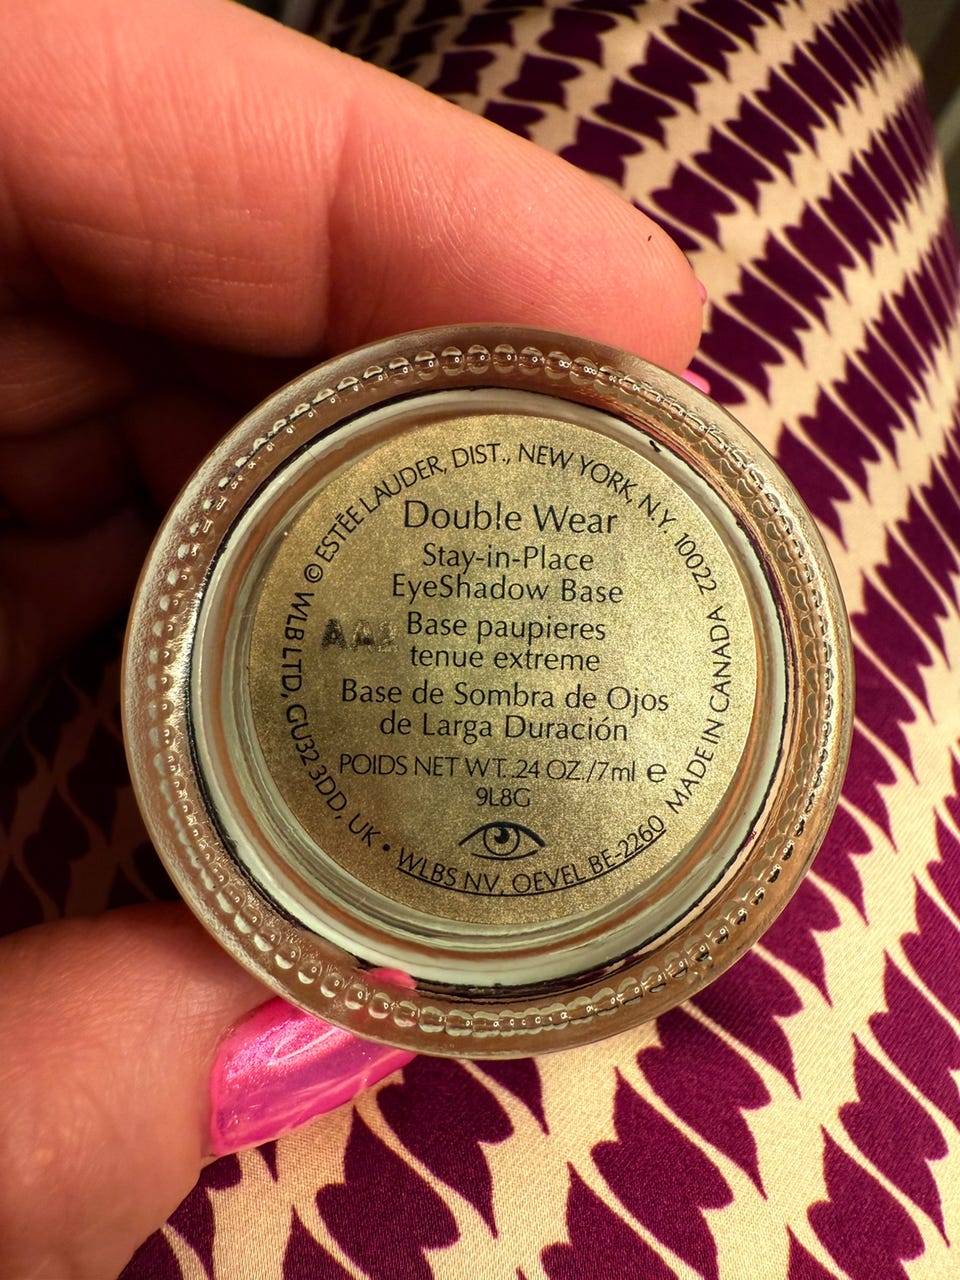 © ESTÉE LAUDER, DIST., NEW YORK, N.Y. 10022
Double Wear
Stay-in-Place
EyeShadow Base
Base paupieres
tenue extreme
Base de Sombra de Ojos
de Larga Duración
POIDS NET WT. .24 OZ./7ml ℮
9L8G
WLB LTD, GU32 3DD, UK • WLBS NV, OEVEL BE-2260 MADE IN CANADA